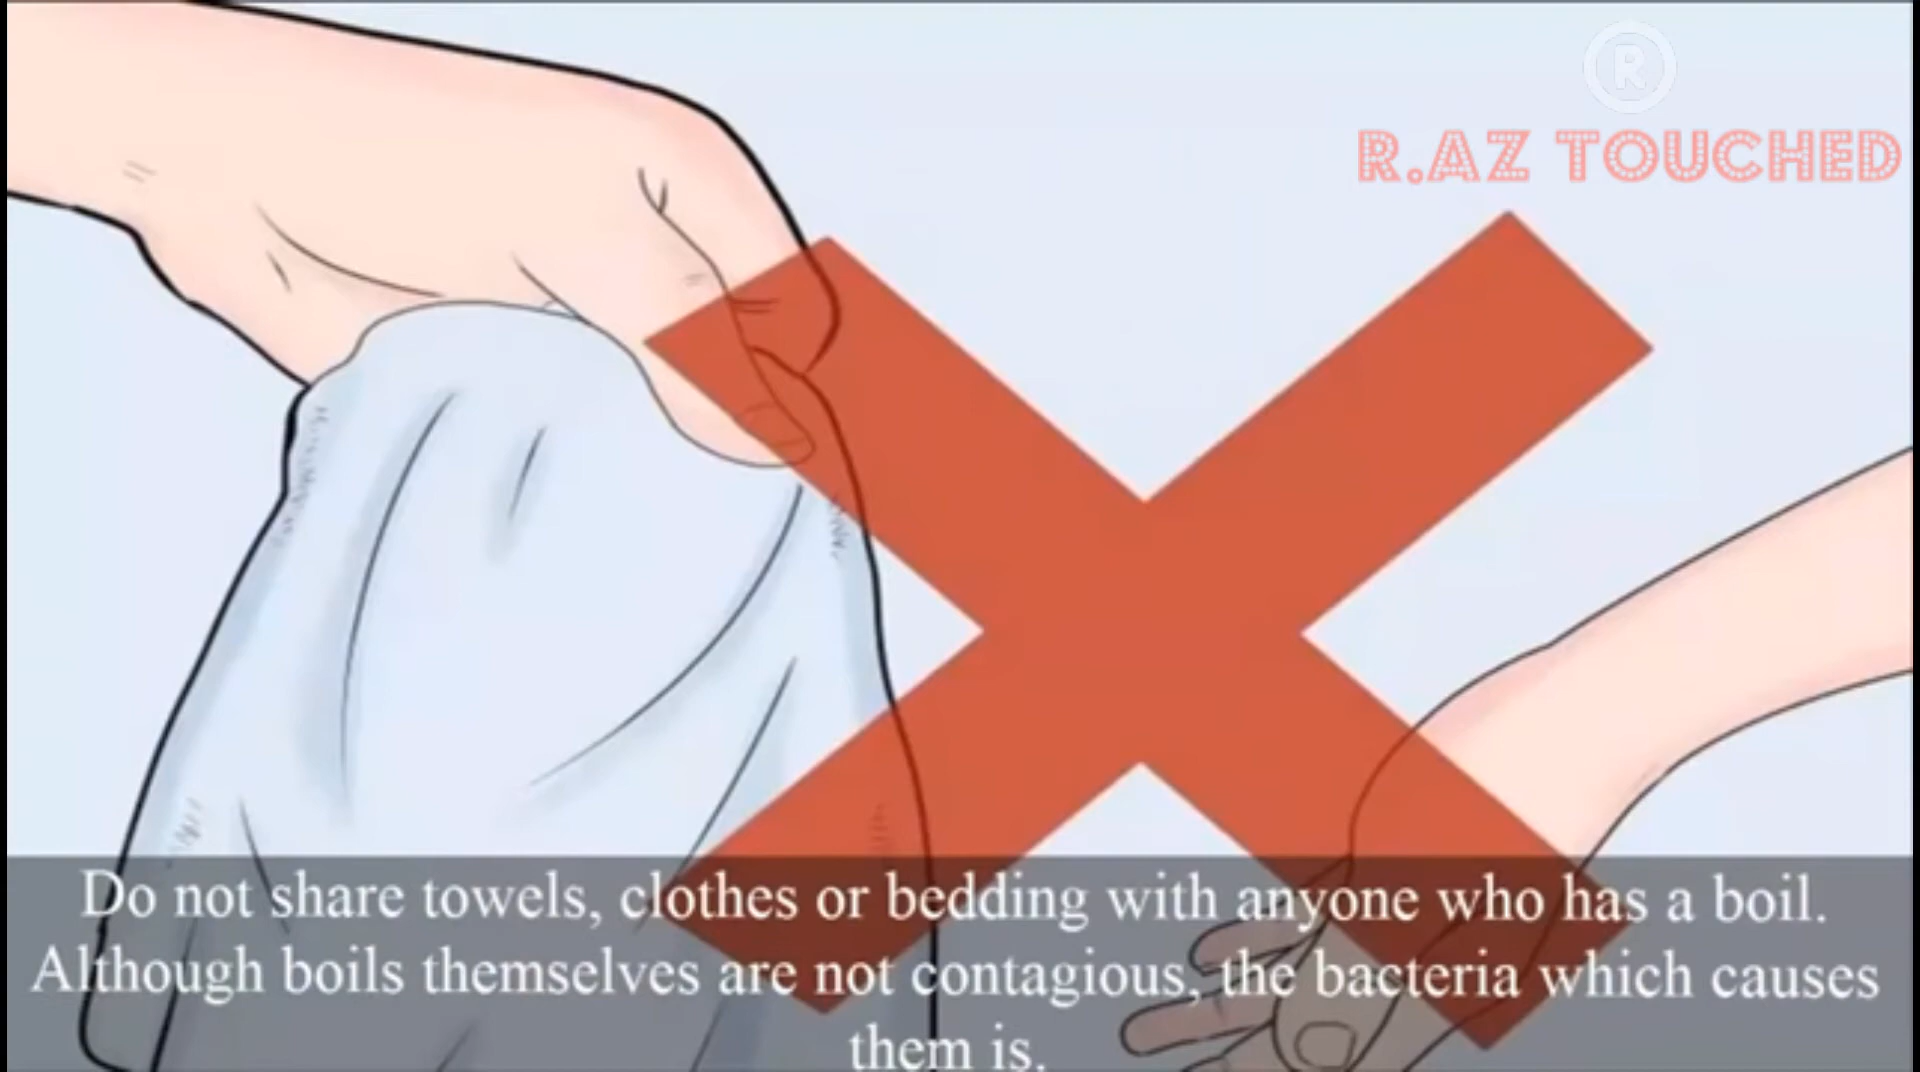 ®
R.AZ TOUCHED
Do not share towels, clothes or bedding with anyone who has a boil.
Although boils themselves are not contagious, the bacteria which causes
them is.